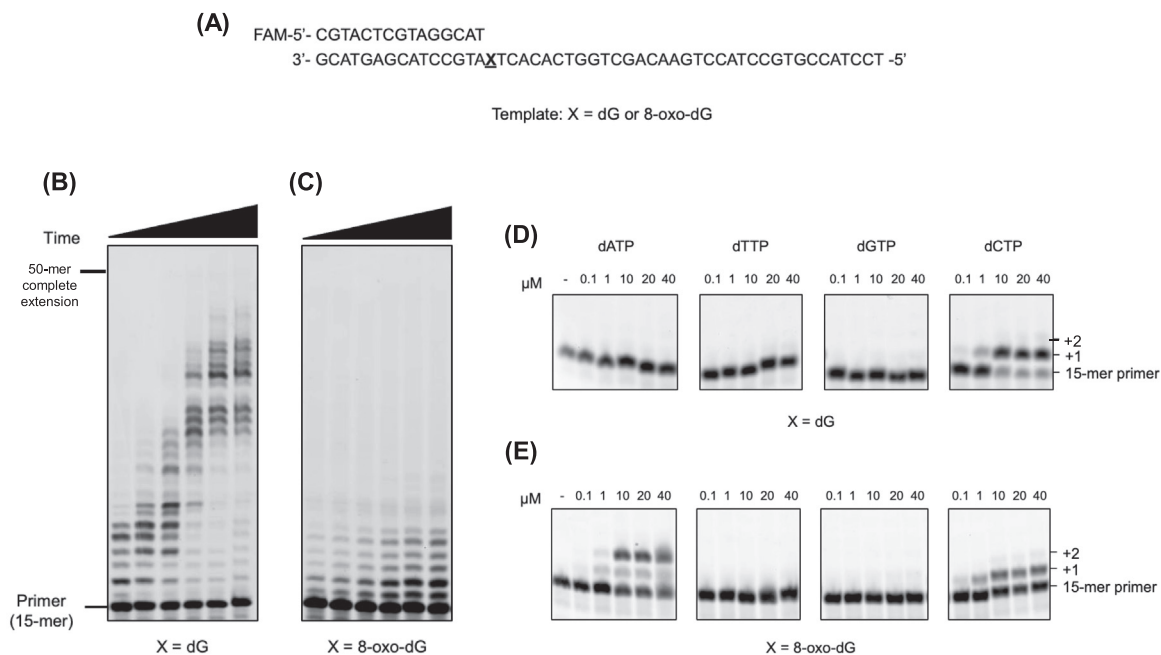 (A)
FAM-5'- CGTACTCGTAGGCAT
3'- GCATGAGCATCCGTAXTCACACTGGTCGACAAGTCCATCCGTGCCATCCT -5'
Template: X = dG or 8-oxo-dG
(B)
(C)
Time
50-mer
complete
extension
Primer
(15-mer)
X = dG
X = 8-oxo-dG
(D)
dATP dTTP dGTP dCTP
µM - 0.1 1 10 20 40 0.1 1 10 20 40 0.1 1 10 20 40 0.1 1 10 20 40
+2
+1
15-mer primer
X = dG
(E)
µM - 0.1 1 10 20 40 0.1 1 10 20 40 0.1 1 10 20 40 0.1 1 10 20 40
+2
+1
15-mer primer
X = 8-oxo-dG